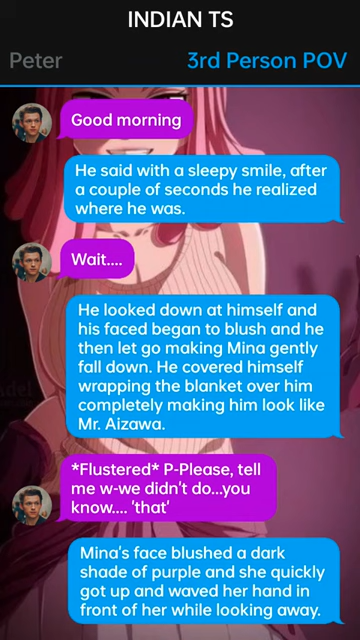 INDIAN TS
Peter
3rd Person POV
Good morning
He said with a sleepy smile, after
a couple of seconds he realized
where he was.
Wait....
He looked down at himself and
his faced began to blush and he
then let go making Mina gently
fall down. He covered himself
wrapping the blanket over him
completely making him look like
Mr. Aizawa.
*Flustered* P-Please, tell
me w-we didn't do...you
know.... 'that'
Mina's face blushed a dark
shade of purple and she quickly
got up and waved her hand in
front of her while looking away.